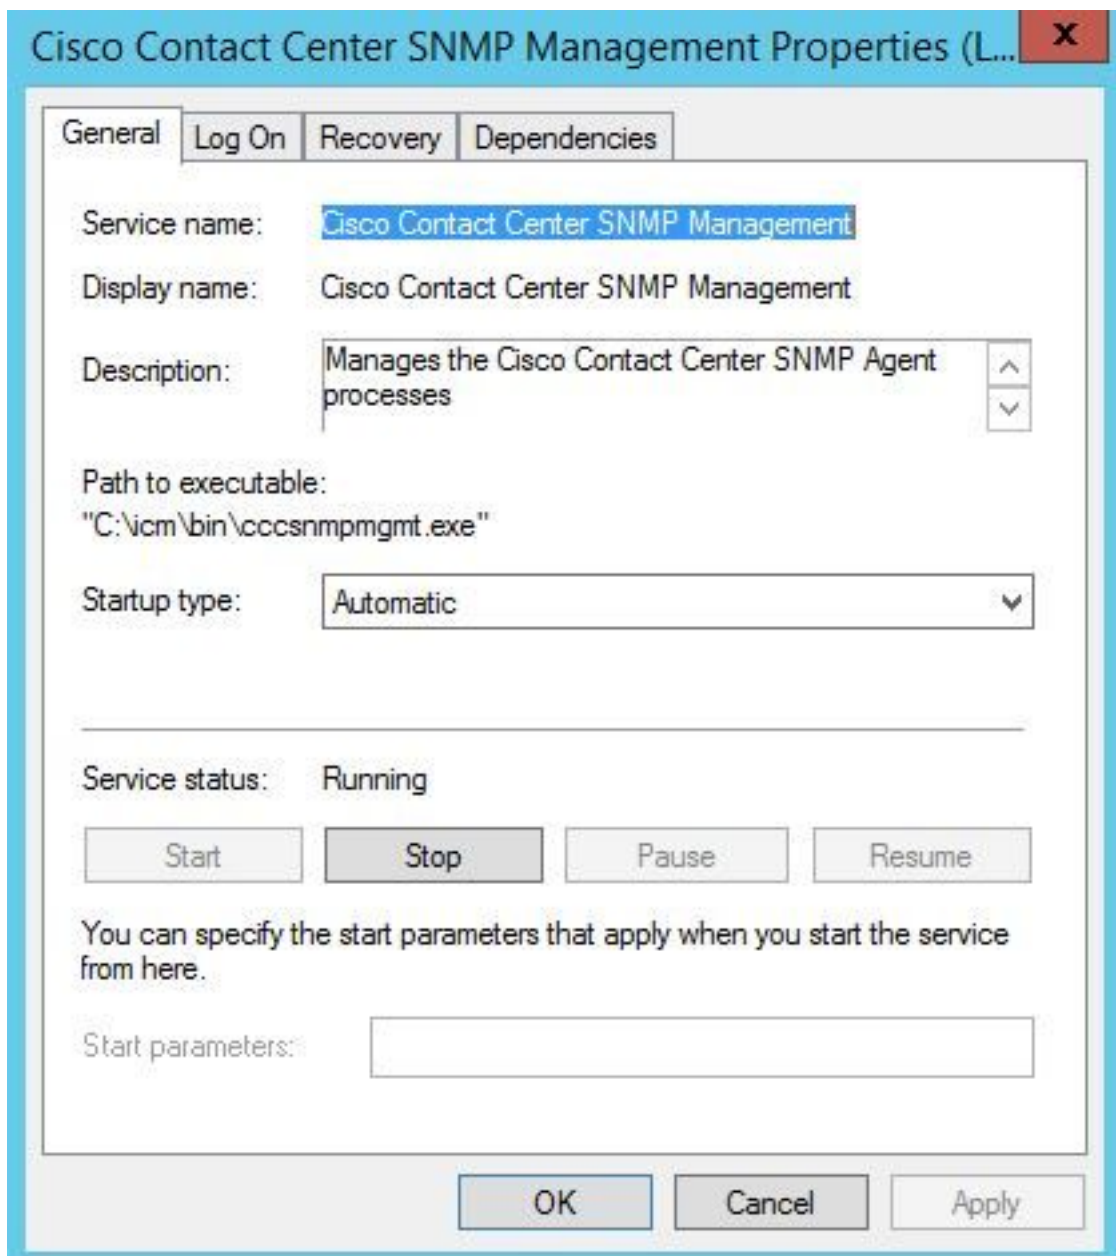 Cisco Contact Center SNMP Management Properties (L...
x
General Log On Recovery Dependencies
Service name: Cisco Contact Center SNMP Management
Display name: Cisco Contact Center SNMP Management
Description: Manages the Cisco Contact Center SNMP Agent
processes
Path to executable:
"C:\icm\bin\cccsnmpmgmt.exe"
Startup type: Automatic
Service status: Running
Start Stop Pause Resume
You can specify the start parameters that apply when you start the service
from here.
Start parameters:
OK Cancel Apply